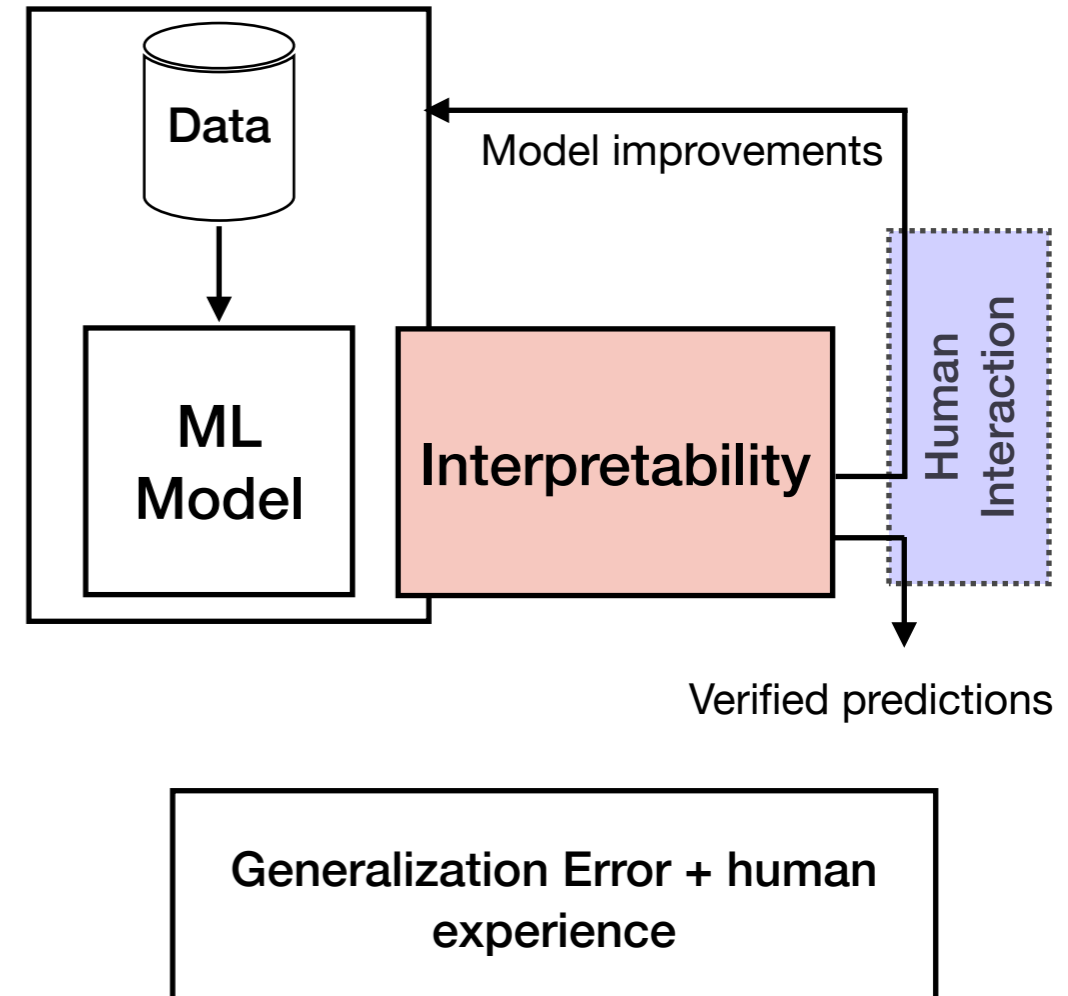 Data
Model improvements
ML
Model
Interpretability
Human
Interaction
Verified predictions
Generalization Error + human
experience